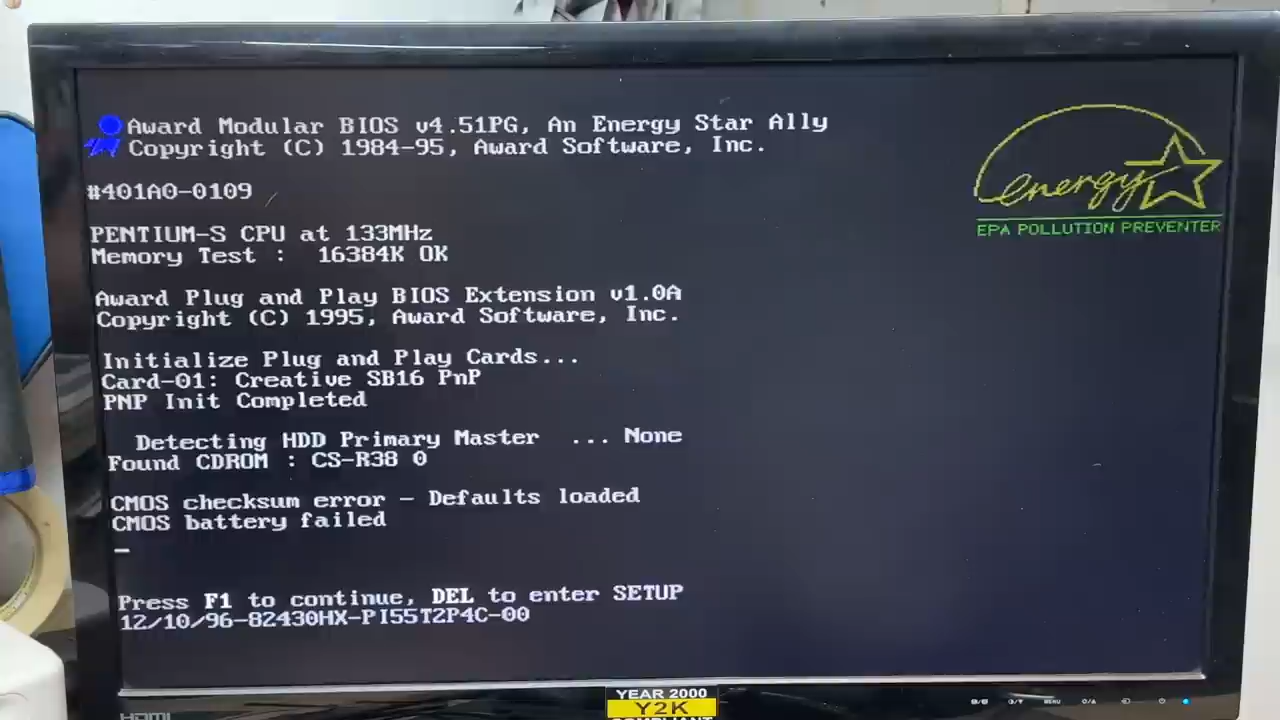 Award Modular BIOS v4.51PG, An Energy Star Ally
Copyright (C) 1984-95, Award Software, Inc.
energy
EPA POLLUTION PREVENTER
#401A0-0109
PENTIUM-S CPU at 133MHz
Memory Test : 16384K OK
Award Plug and Play BIOS Extension v1.0A
Copyright (C) 1995, Award Software, Inc.
Initialize Plug and Play Cards...
Card-01: Creative SB16 PnP
PNP Init Completed
Detecting HDD Primary Master ... None
Found CDROM : CS-R38 0
CMOS checksum error - Defaults loaded
CMOS battery failed
Press F1 to continue, DEL to enter SETUP
12/10/96-82430HX-PI55T2P4C-00
HDMI
YEAR 2000
Y2K
COMPLIANT
MENU